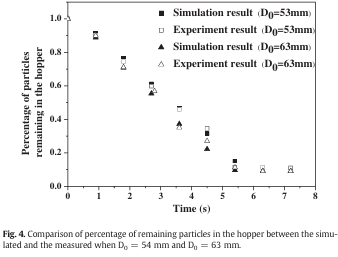 1.0
0.8
0.6
0.4
0.2
0.0
0
1
2
3
4
5
6
7
8
Percentage of particles
remaining in the hopper
Time (s)
Simulation result (D0=53mm)
Experiment result (D0=53mm)
Simulation result (D0=63mm)
Experiment result (D0=63mm)
Fig. 4. Comparison of percentage of remaining particles in the hopper between the simu-
lated and the measured when D0 = 54 mm and D0 = 63 mm.